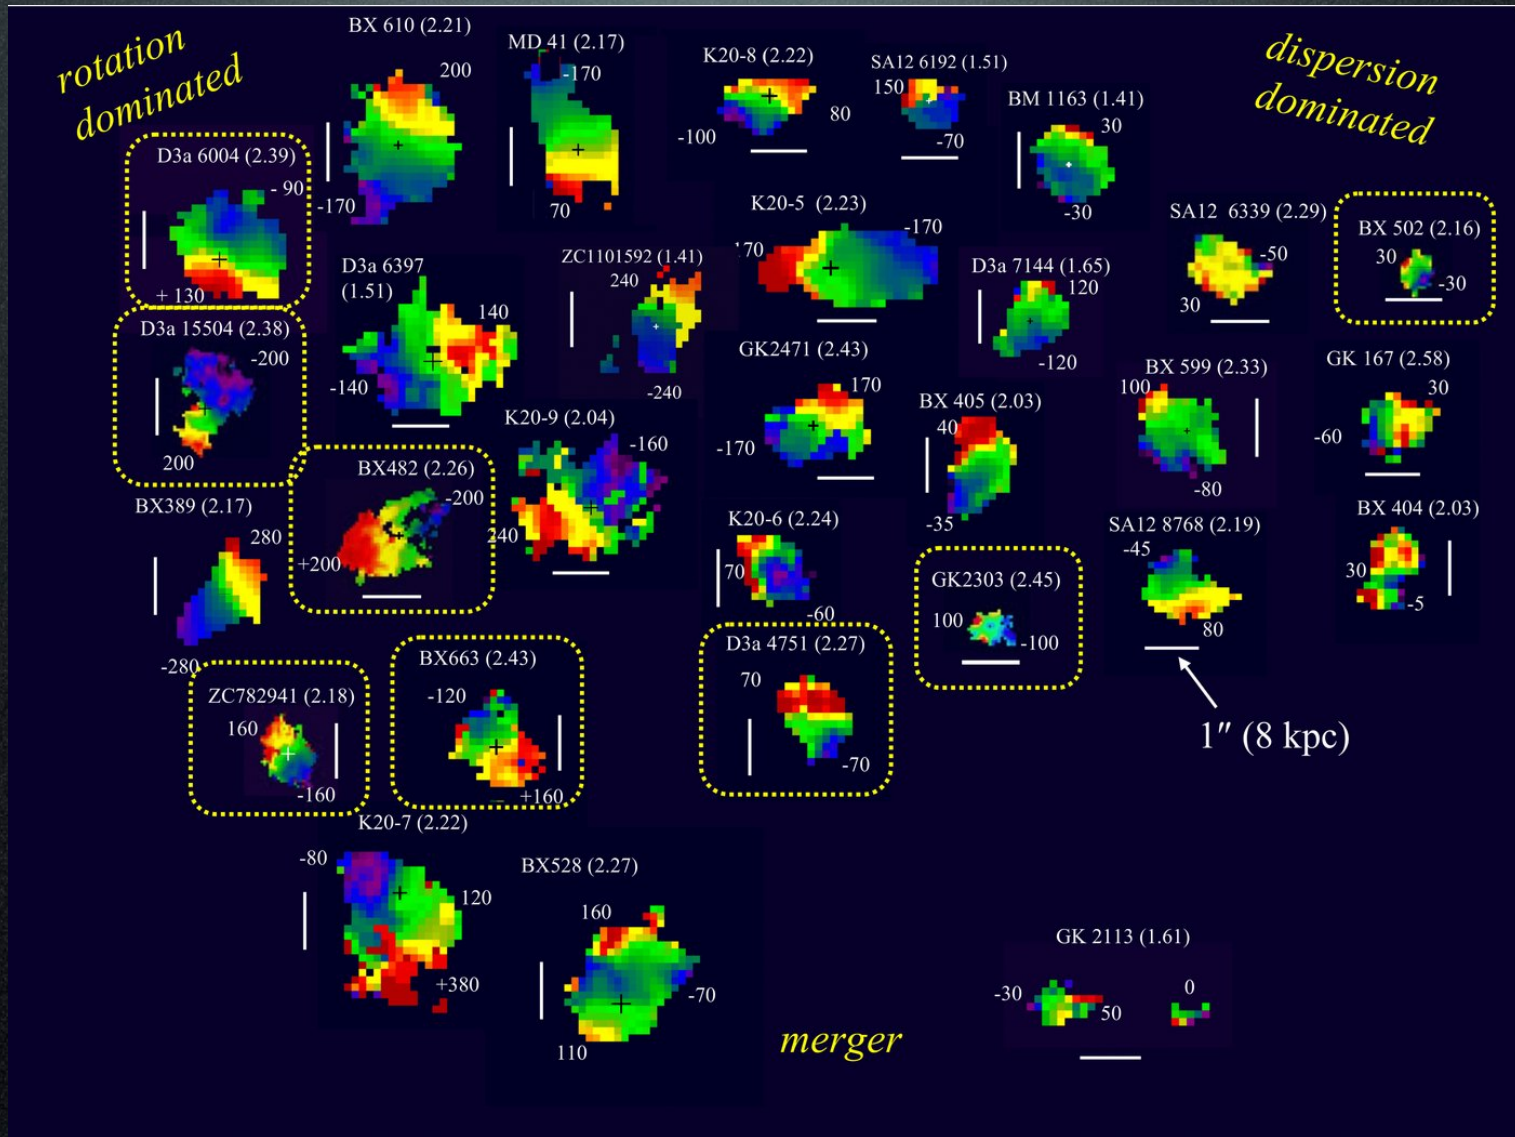 rotation
dominated
dispersion
dominated
BX 610 (2.21)
200
-170
MD 41 (2.17)
-170
70
K20-8 (2.22)
80
-100
SA12 6192 (1.51)
150
-70
BM 1163 (1.41)
30
-30
D3a 6004 (2.39)
- 90
+ 130
K20-5 (2.23)
-170
170
SA12 6339 (2.29)
-50
30
BX 502 (2.16)
30
-30
D3a 6397
(1.51)
140
-140
ZC1101592 (1.41)
240
-240
D3a 7144 (1.65)
120
-120
D3a 15504 (2.38)
-200
200
GK2471 (2.43)
170
-170
BX 599 (2.33)
100
-80
GK 167 (2.58)
30
-60
BX 405 (2.03)
40
-35
K20-9 (2.04)
-160
240
BX482 (2.26)
-200
+200
BX389 (2.17)
280
-280
K20-6 (2.24)
70
-60
SA12 8768 (2.19)
-45
80
BX 404 (2.03)
30
-5
GK2303 (2.45)
100
-100
D3a 4751 (2.27)
70
-70
BX663 (2.43)
-120
+160
ZC782941 (2.18)
160
-160
1″ (8 kpc)
K20-7 (2.22)
-80
120
+380
BX528 (2.27)
160
-70
110
merger
GK 2113 (1.61)
-30
50
0